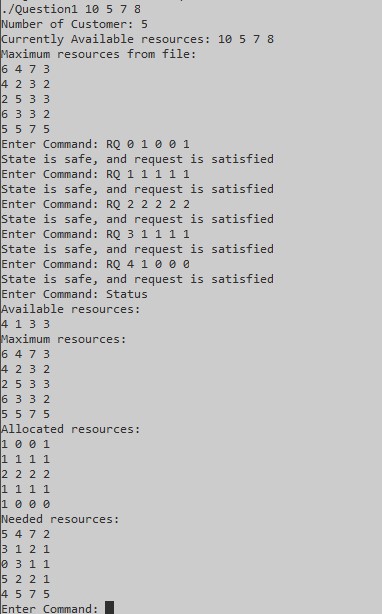 ./Question1 10 5 7 8
Number of Customer: 5
Currently Available resources: 10 5 7 8
Maximum resources from file:
6 4 7 3
4 2 3 2
2 5 3 3
6 3 3 2
5 5 7 5
Enter Command: RQ 0 1 0 0 1
State is safe, and request is satisfied
Enter Command: RQ 1 1 1 1 1
State is safe, and request is satisfied
Enter Command: RQ 2 2 2 2 2
State is safe, and request is satisfied
Enter Command: RQ 3 1 1 1 1
State is safe, and request is satisfied
Enter Command: RQ 4 1 0 0 0
State is safe, and request is satisfied
Enter Command: Status
Available resources:
4 1 3 3
Maximum resources:
6 4 7 3
4 2 3 2
2 5 3 3
6 3 3 2
5 5 7 5
Allocated resources:
1 0 0 1
1 1 1 1
2 2 2 2
1 1 1 1
1 0 0 0
Needed resources:
5 4 7 2
3 1 2 1
0 3 1 1
5 2 2 1
4 5 7 5
Enter Command: